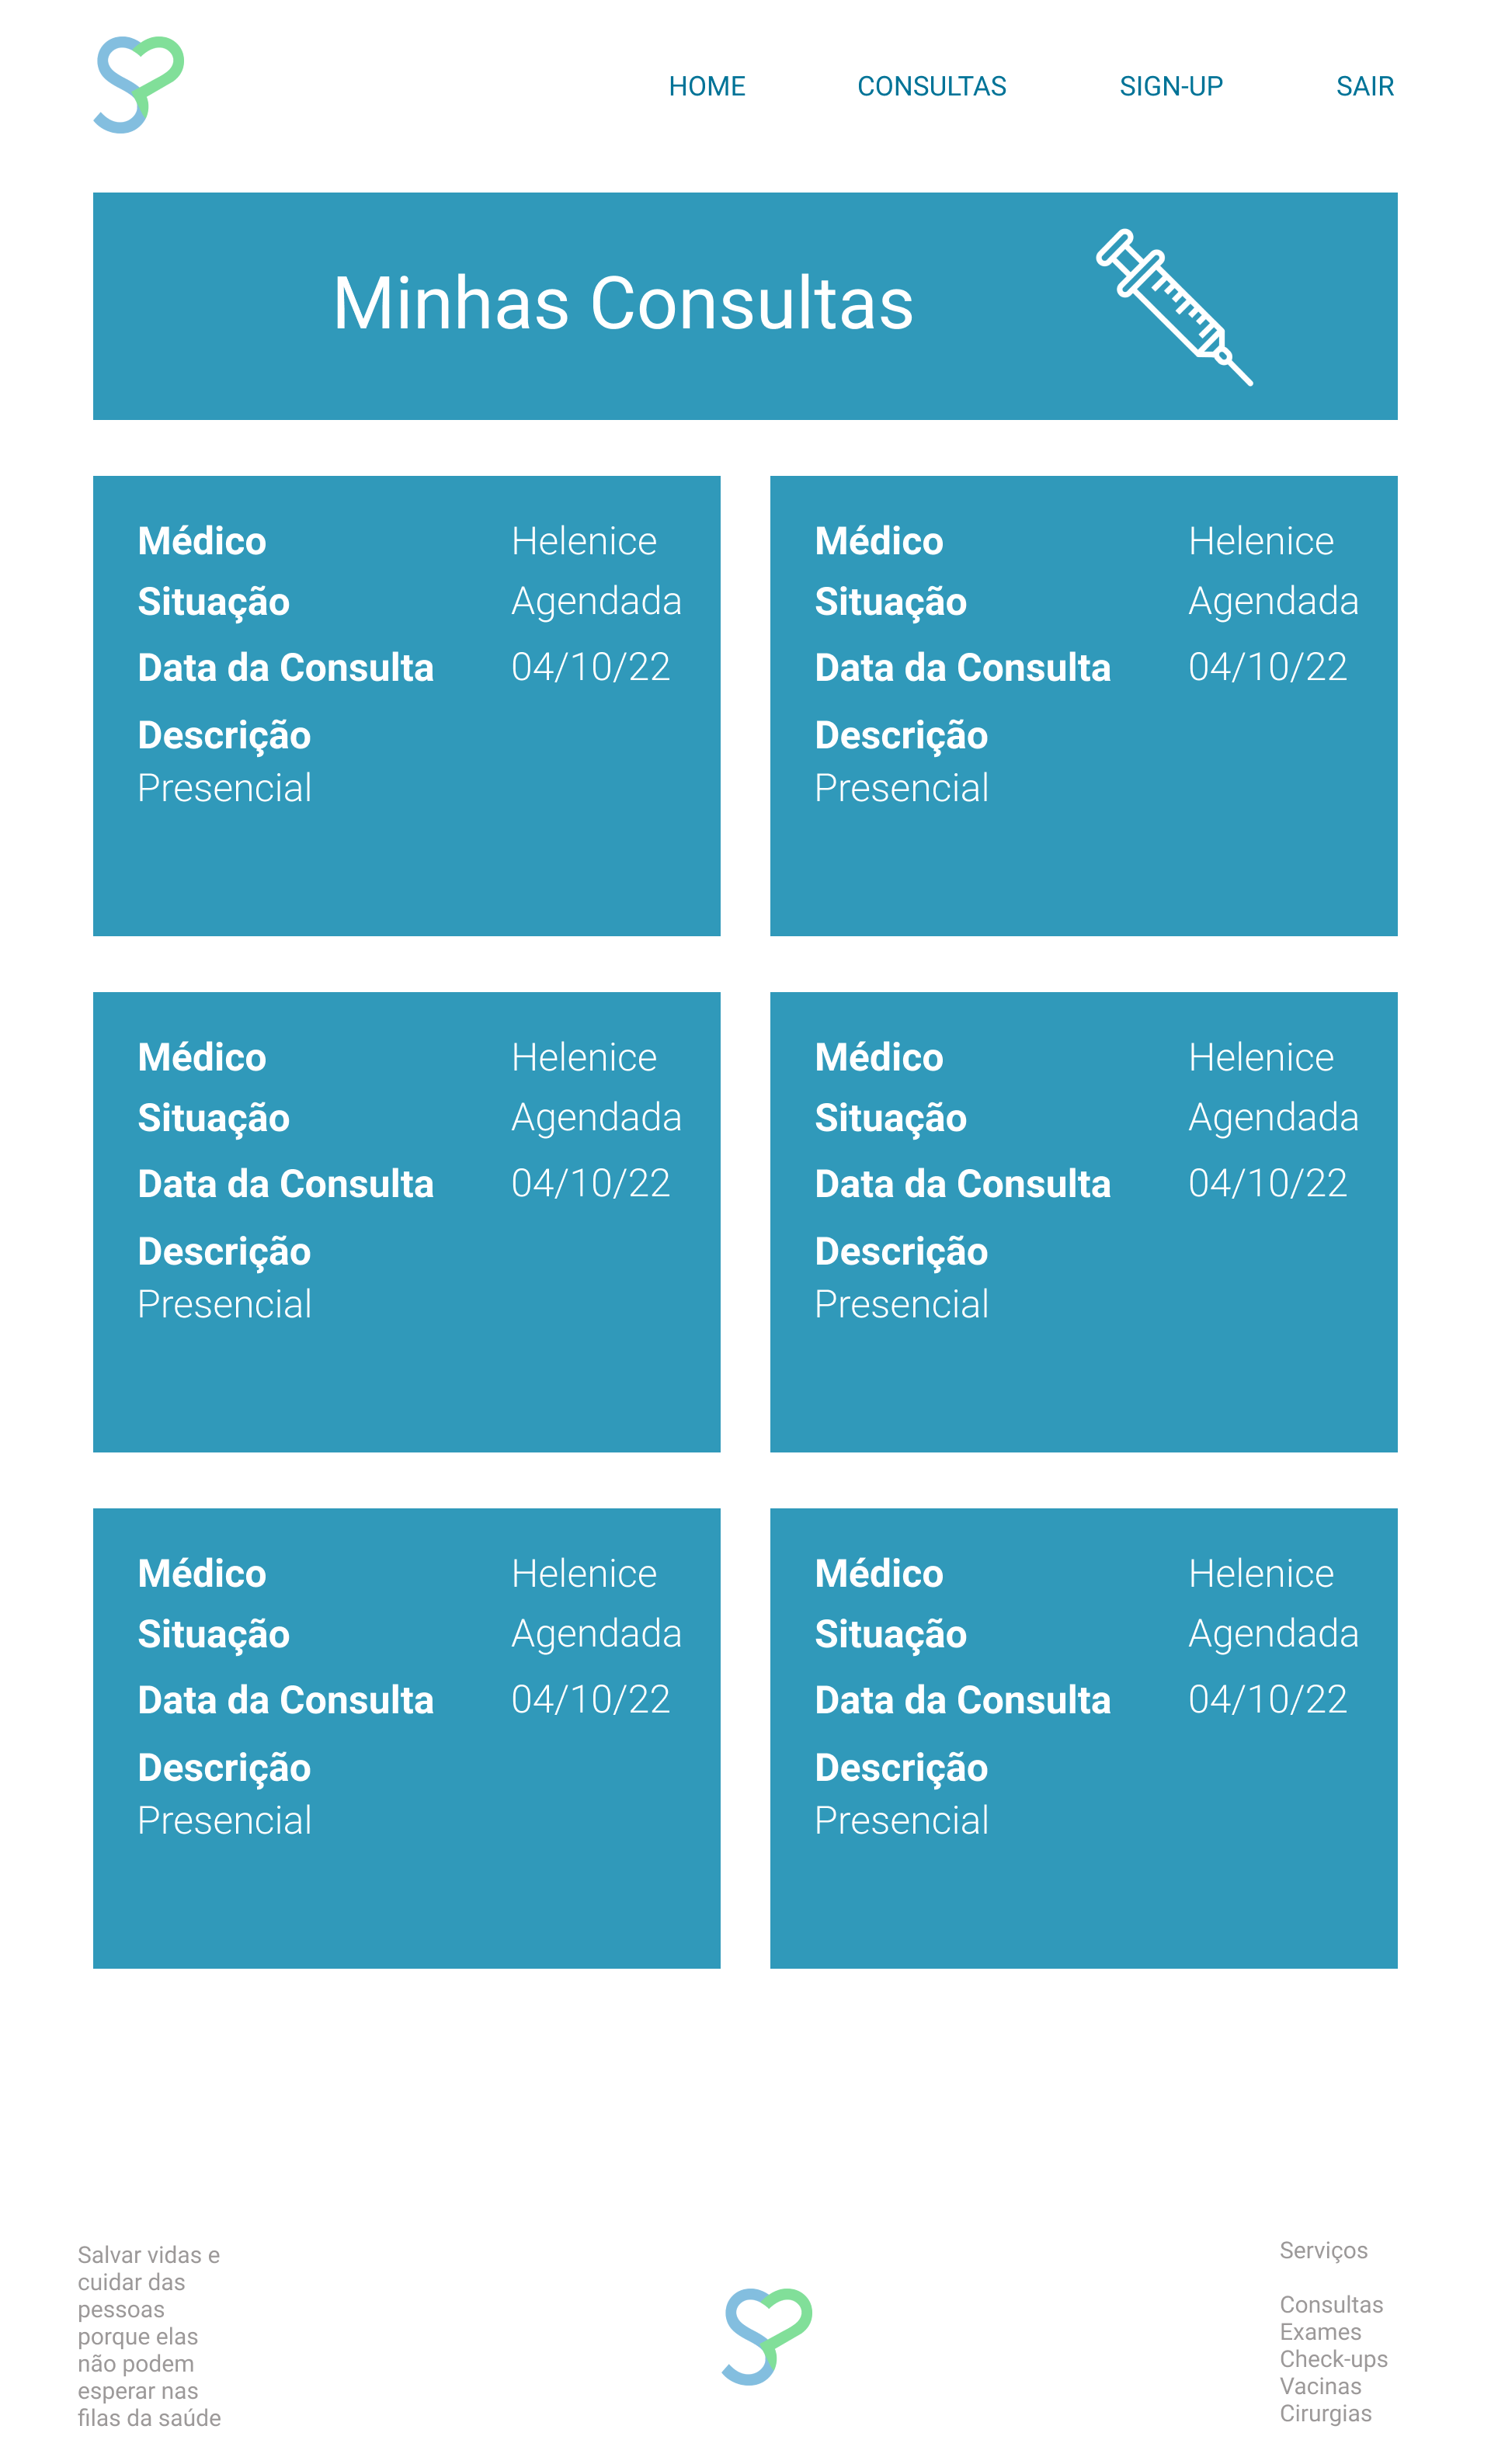 HOME CONSULTAS SIGN-UP SAIR
Minhas Consultas
Médico Helenice
Situação Agendada
Data da Consulta 04/10/22
Descrição
Presencial
Médico Helenice
Situação Agendada
Data da Consulta 04/10/22
Descrição
Presencial
Médico Helenice
Situação Agendada
Data da Consulta 04/10/22
Descrição
Presencial
Médico Helenice
Situação Agendada
Data da Consulta 04/10/22
Descrição
Presencial
Médico Helenice
Situação Agendada
Data da Consulta 04/10/22
Descrição
Presencial
Médico Helenice
Situação Agendada
Data da Consulta 04/10/22
Descrição
Presencial
Salvar vidas e
cuidar das
pessoas
porque elas
não podem
esperar nas
filas da saúde
Serviços
Consultas
Exames
Check-ups
Vacinas
Cirurgias